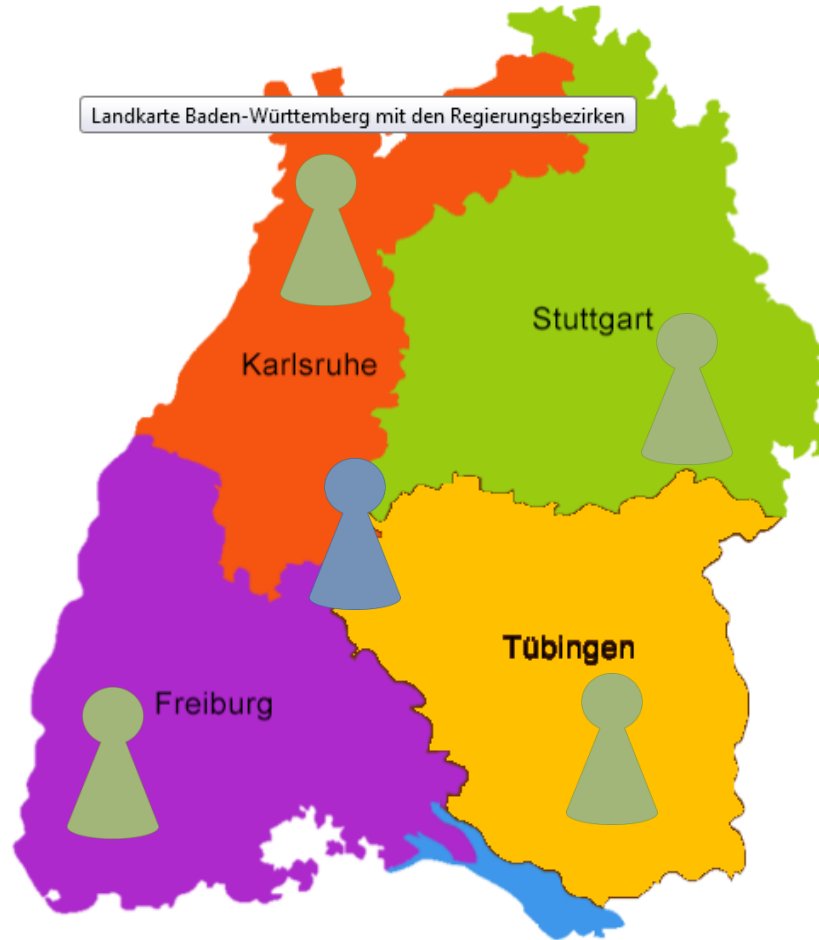 Landkarte Baden-Württemberg mit den Regierungsbezirken
Stuttgart
Karlsruhe
Tübingen
Freiburg